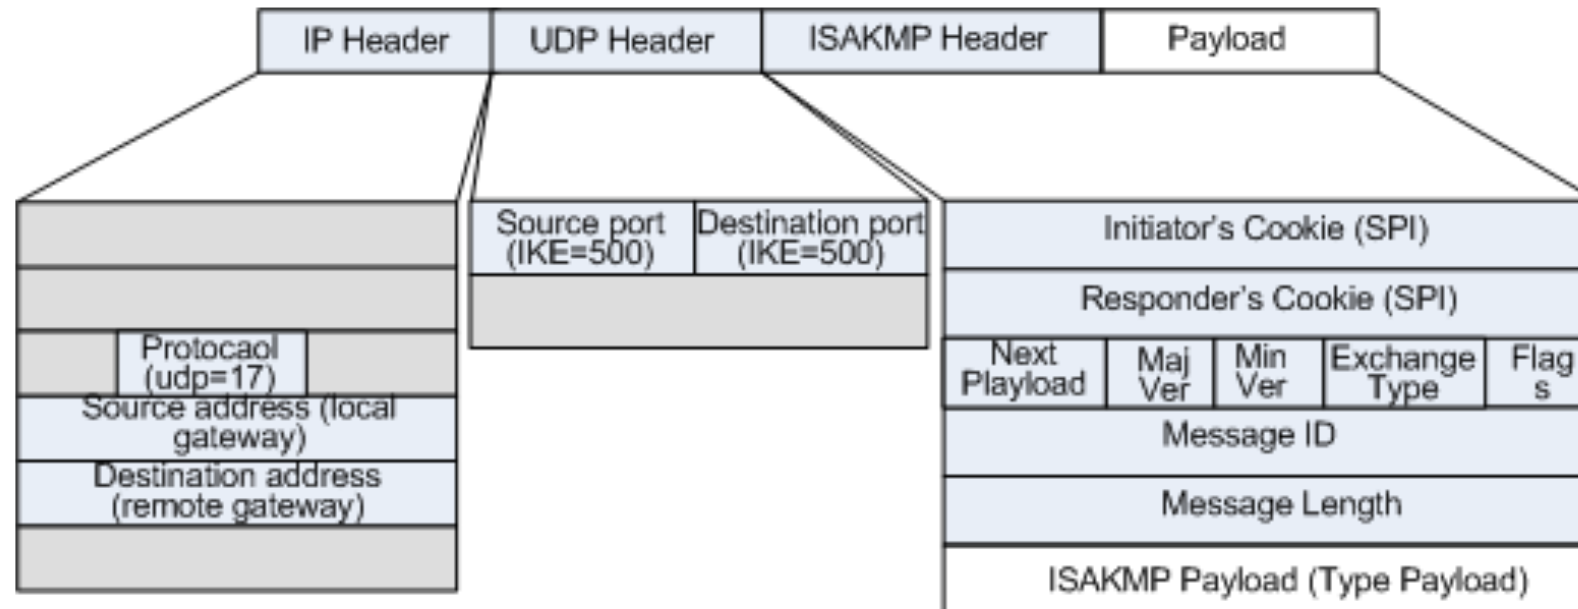 IP Header
UDP Header
ISAKMP Header
Payload
Protocaol
(udp=17)
Source address (local
gateway)
Destination address
(remote gateway)
Source port
(IKE=500)
Destination port
(IKE=500)
Initiator's Cookie (SPI)
Responder's Cookie (SPI)
Next
Playload
Maj
Ver
Min
Ver
Exchange
Type
Flag
s
Message ID
Message Length
ISAKMP Payload (Type Payload)